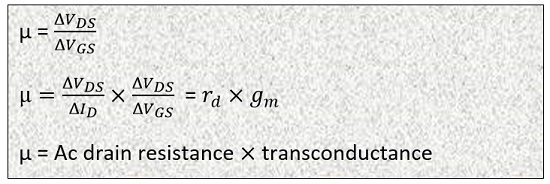 μ = ΔV_DS / ΔV_GS
μ = ΔV_DS / ΔI_D × ΔV_DS / ΔV_GS = r_d × g_m
μ = Ac drain resistance × transconductance